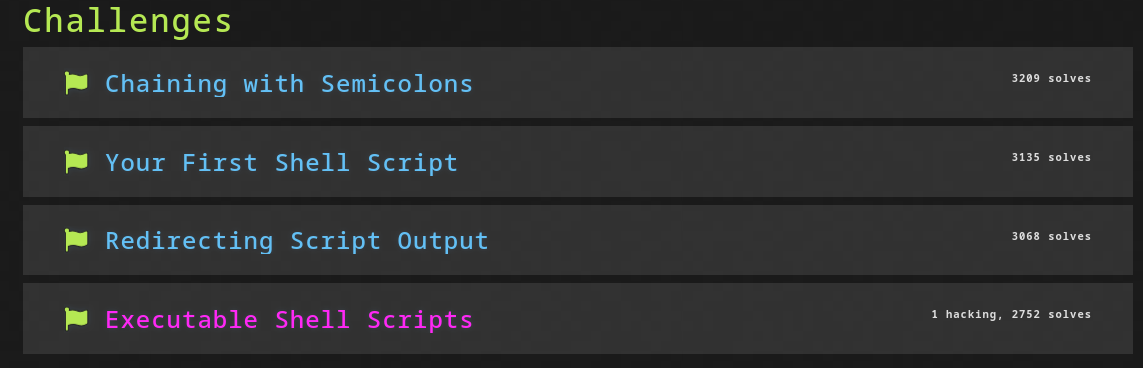 Challenges
Chaining with Semicolons 3209 solves
Your First Shell Script 3135 solves
Redirecting Script Output 3068 solves
Executable Shell Scripts 1 hacking, 2752 solves